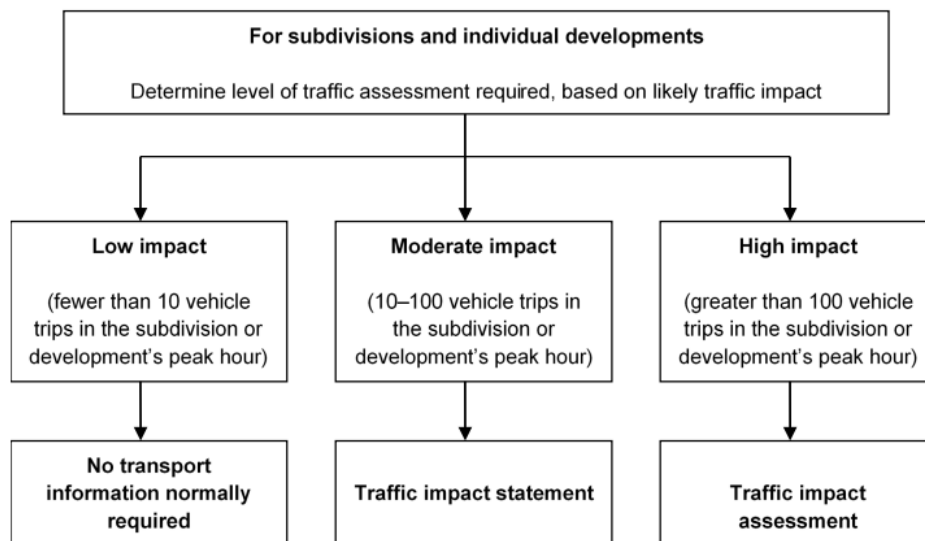 For subdivisions and individual developments
Determine level of traffic assessment required, based on likely traffic impact
Low impact
(fewer than 10 vehicle
trips in the subdivision or
development's peak hour)
Moderate impact
(10–100 vehicle trips in
the subdivision or
development's peak hour)
High impact
(greater than 100 vehicle
trips in the subdivision or
development's peak hour)
No transport
information normally
required
Traffic impact statement
Traffic impact
assessment